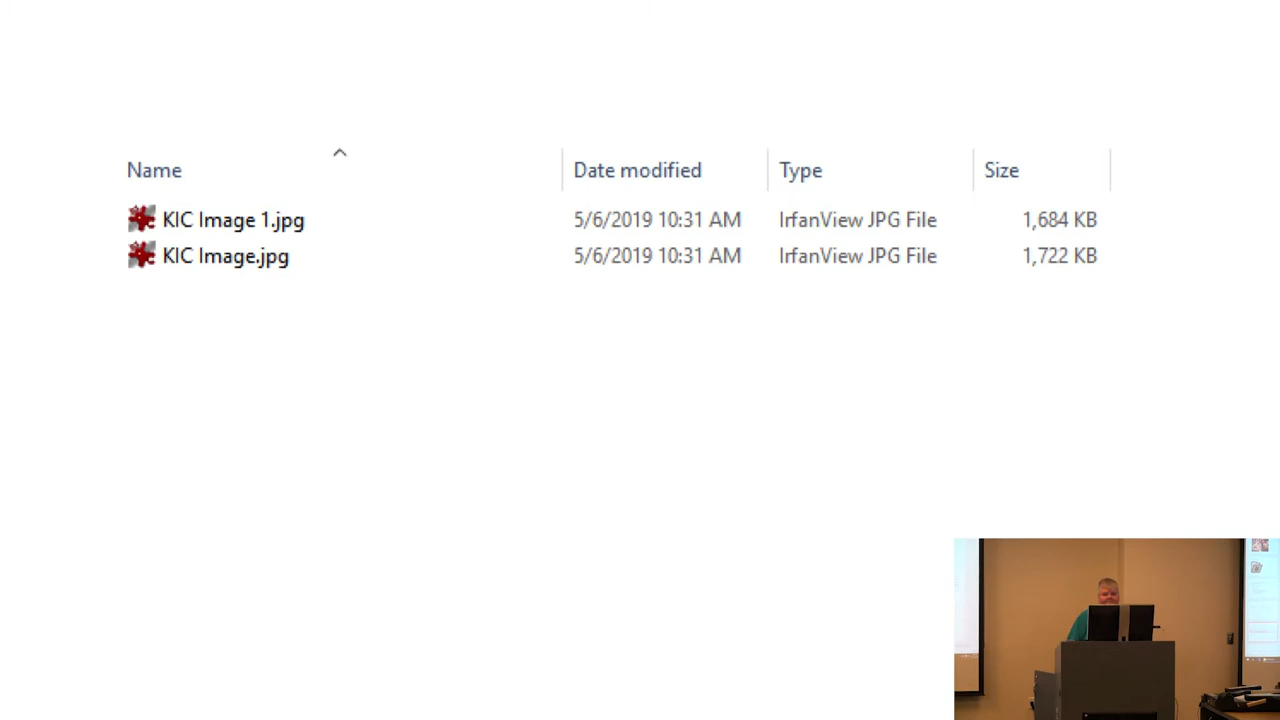 Name Date modified Type Size
KIC Image 1.jpg 5/6/2019 10:31 AM IrfanView JPG File 1,684 KB
KIC Image.jpg 5/6/2019 10:31 AM IrfanView JPG File 1,722 KB